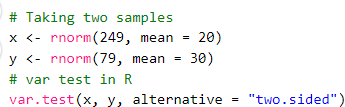 # Taking two samples
x <- rnorm(249, mean = 20)
y <- rnorm(79, mean = 30)
# var test in R
var.test(x, y, alternative = "two.sided")